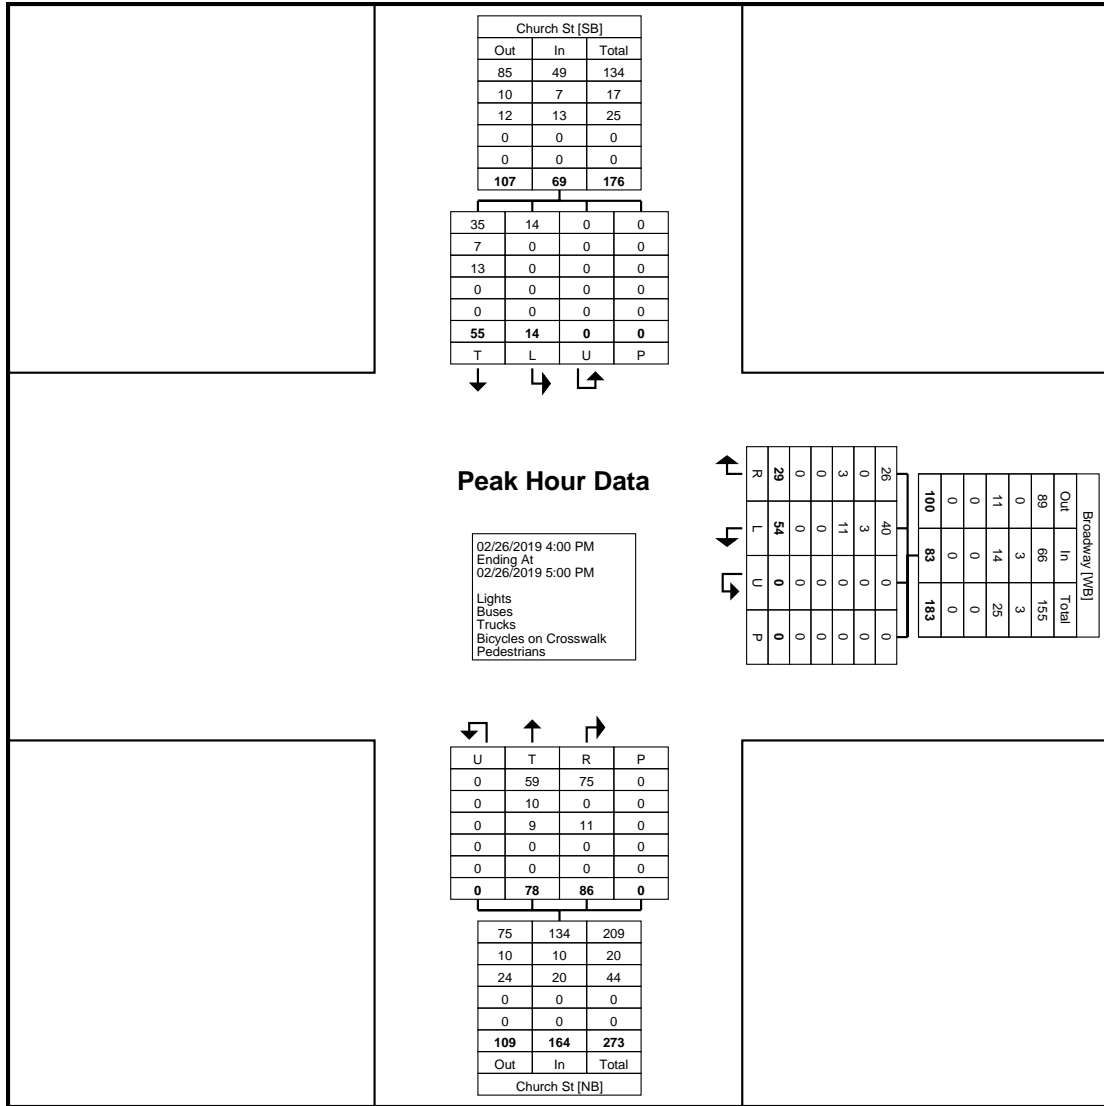 Church St [SB]
Out In Total
85 49 134
10 7 17
12 13 25
0 0 0
0 0 0
107 69 176
35 14 0 0
7 0 0 0
13 0 0 0
0 0 0 0
0 0 0 0
55 14 0 0
T L U P
Peak Hour Data
02/26/2019 4:00 PM
Ending At
02/26/2019 5:00 PM
Lights
Buses
Trucks
Bicycles on Crosswalk
Pedestrians
Broadway [WB]
Out In Total
89 66 155
0 3 3
11 14 25
0 0 0
0 0 0
100 83 183
26 40 0 0
0 3 0 0
3 11 0 0
0 0 0 0
0 0 0 0
29 54 0 0
R L U P
U T R P
0 59 75 0
0 10 0 0
0 9 11 0
0 0 0 0
0 0 0 0
0 78 86 0
75 134 209
10 10 20
24 20 44
0 0 0
0 0 0
109 164 273
Out In Total
Church St [NB]